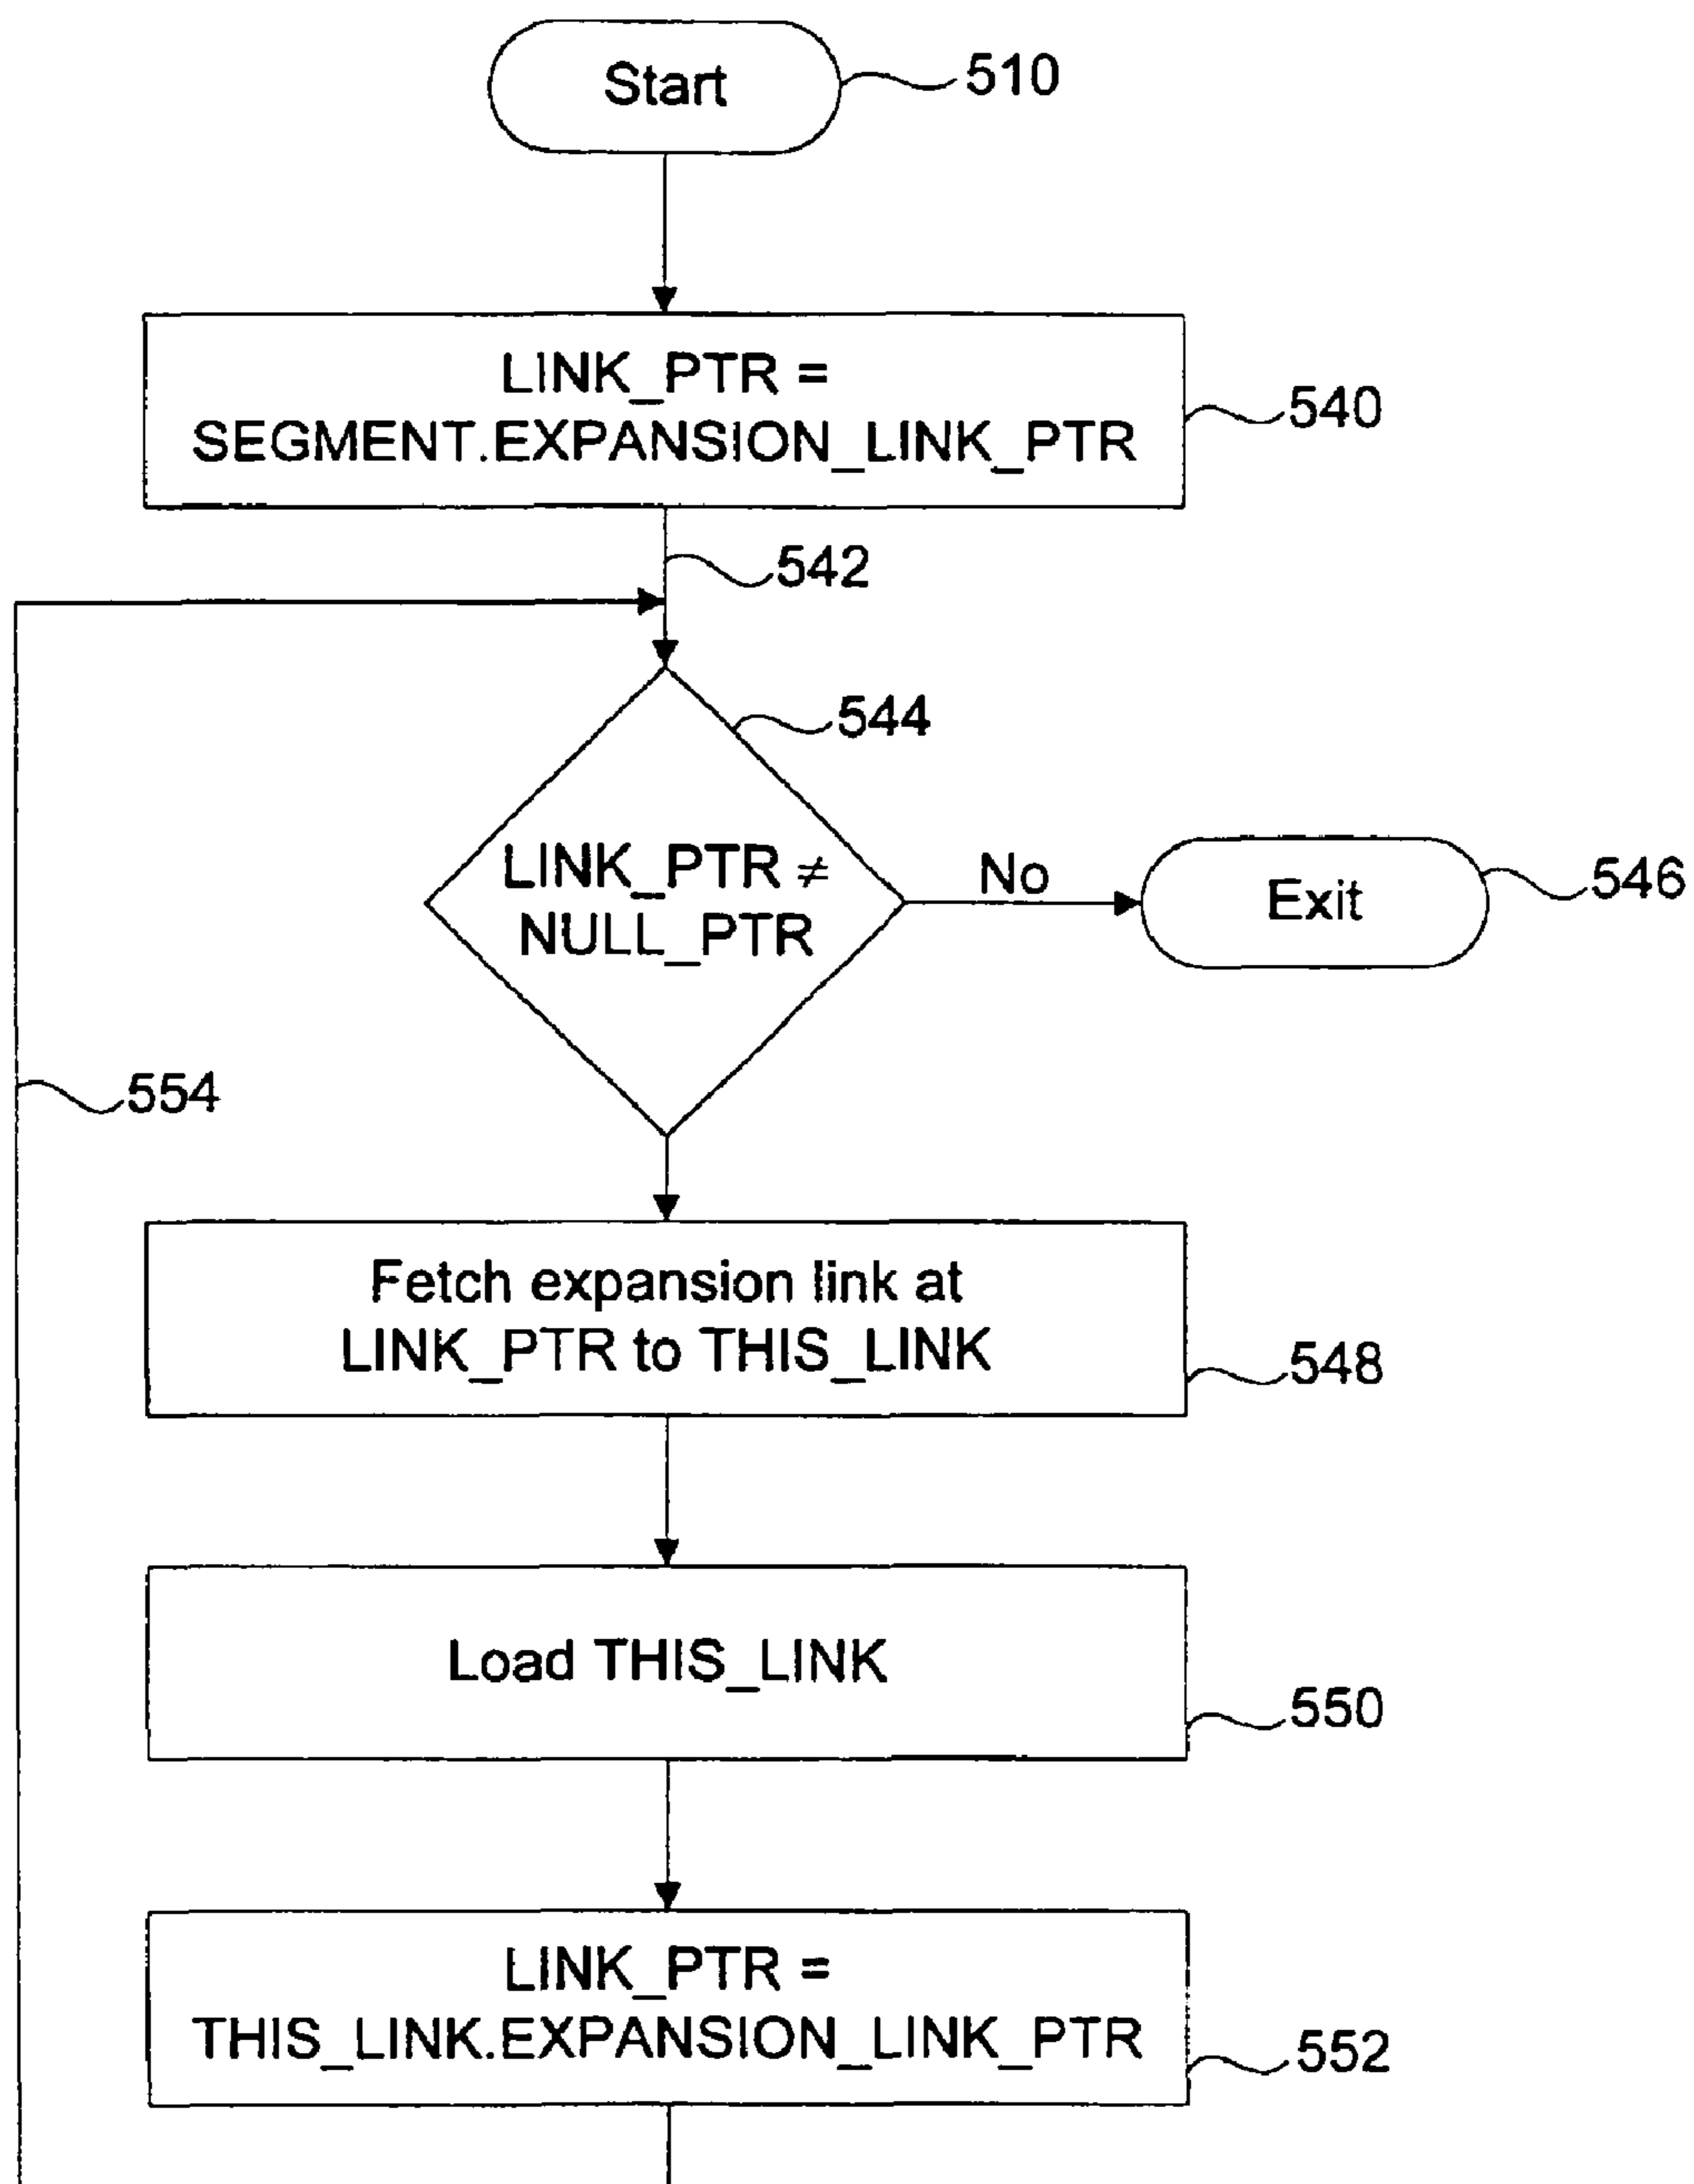 Start
510
LINK_PTR =
SEGMENT.EXPANSION_LINK_PTR
540
542
544
LINK_PTR ≠
NULL_PTR
No
Exit
546
554
Fetch expansion link at
LINK_PTR to THIS_LINK
548
Load THIS_LINK
550
LINK_PTR =
THIS_LINK.EXPANSION_LINK_PTR
552